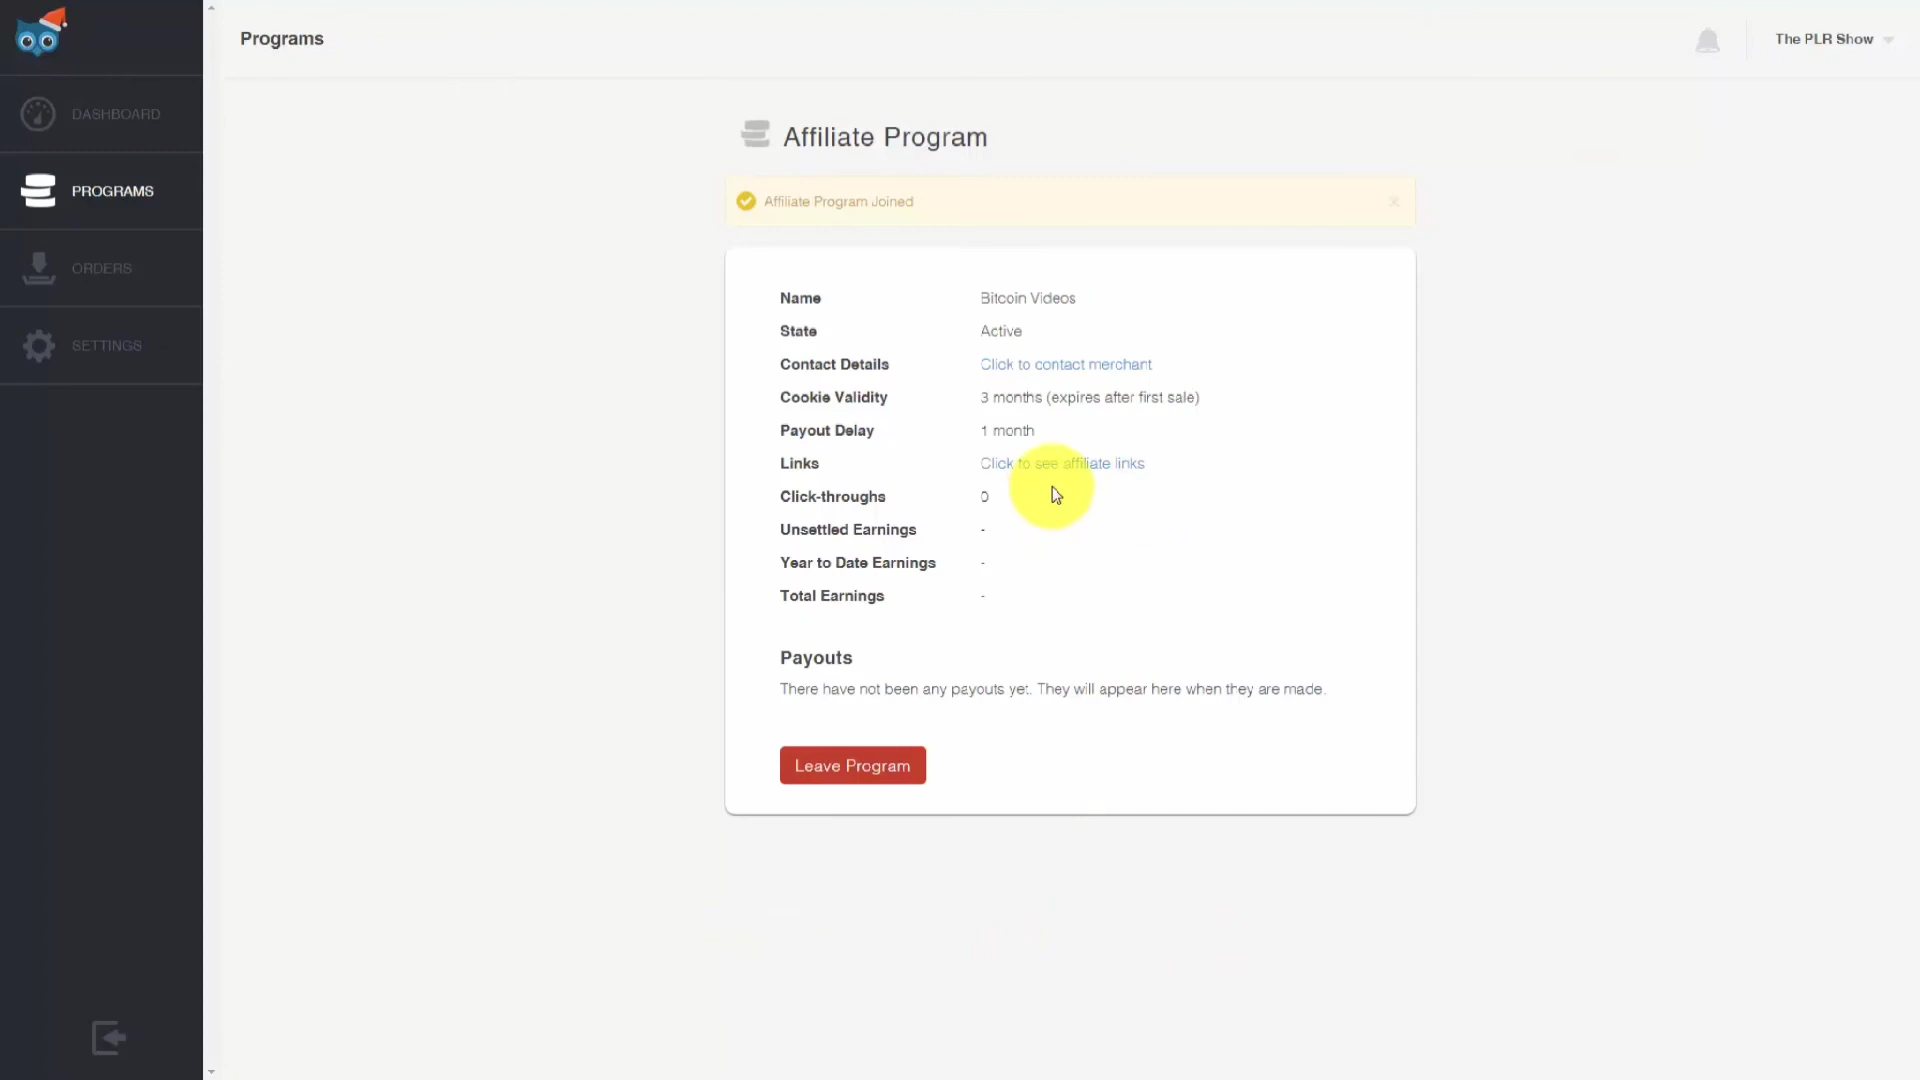 Programs
The PLR Show
DASHBOARD
PROGRAMS
ORDERS
SETTINGS
Affiliate Program
Affiliate Program Joined
Name Bitcoin Videos
State Active
Contact Details Click to contact merchant
Cookie Validity 3 months (expires after first sale)
Payout Delay 1 month
Links Click to see affiliate links
Click-throughs 0
Unsettled Earnings -
Year to Date Earnings -
Total Earnings -
Payouts
There have not been any payouts yet. They will appear here when they are made.
Leave Program